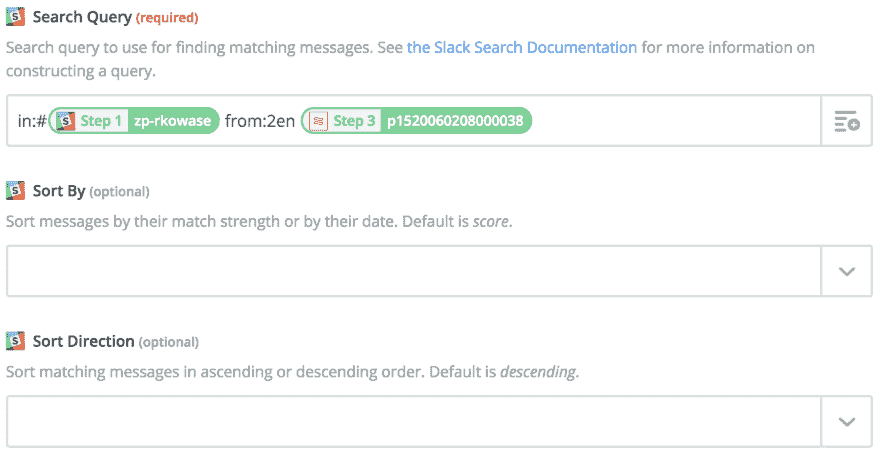 Search Query (required)
Search query to use for finding matching messages. See the Slack Search Documentation for more information on
constructing a query.
in:# Step 1 zp-rkowase from:2en Step 3 p1520060208000038
Sort By (optional)
Sort messages by their match strength or by their date. Default is score.
Sort Direction (optional)
Sort matching messages in ascending or descending order. Default is descending.